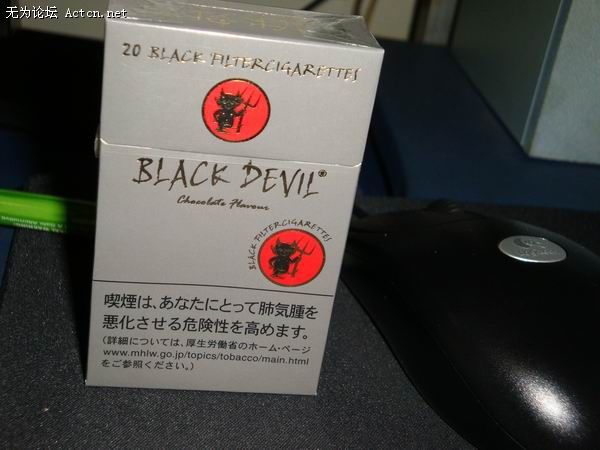 无为论坛 Actcn.net
20 BLACK FILTERCIGARETTES
BLACK DEVIL®
Chocolate Flavour
BLACK FILTERCIGARETTES
喫煙は、あなたにとって肺気腫を
悪化させる危険性を高めます。
(詳細については、厚生労働省のホーム・ページ
www.mhlw.go.jp/topics/tobacco/main.html
をご参照ください。)